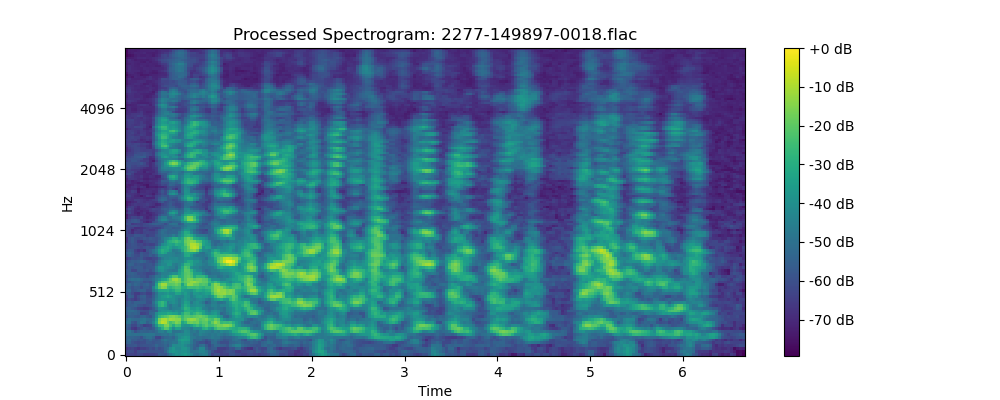 Processed Spectrogram: 2277-149897-0018.flac
Hz
4096
2048
1024
512
0
0 1 2 3 4 5 6
Time
+0 dB
-10 dB
-20 dB
-30 dB
-40 dB
-50 dB
-60 dB
-70 dB